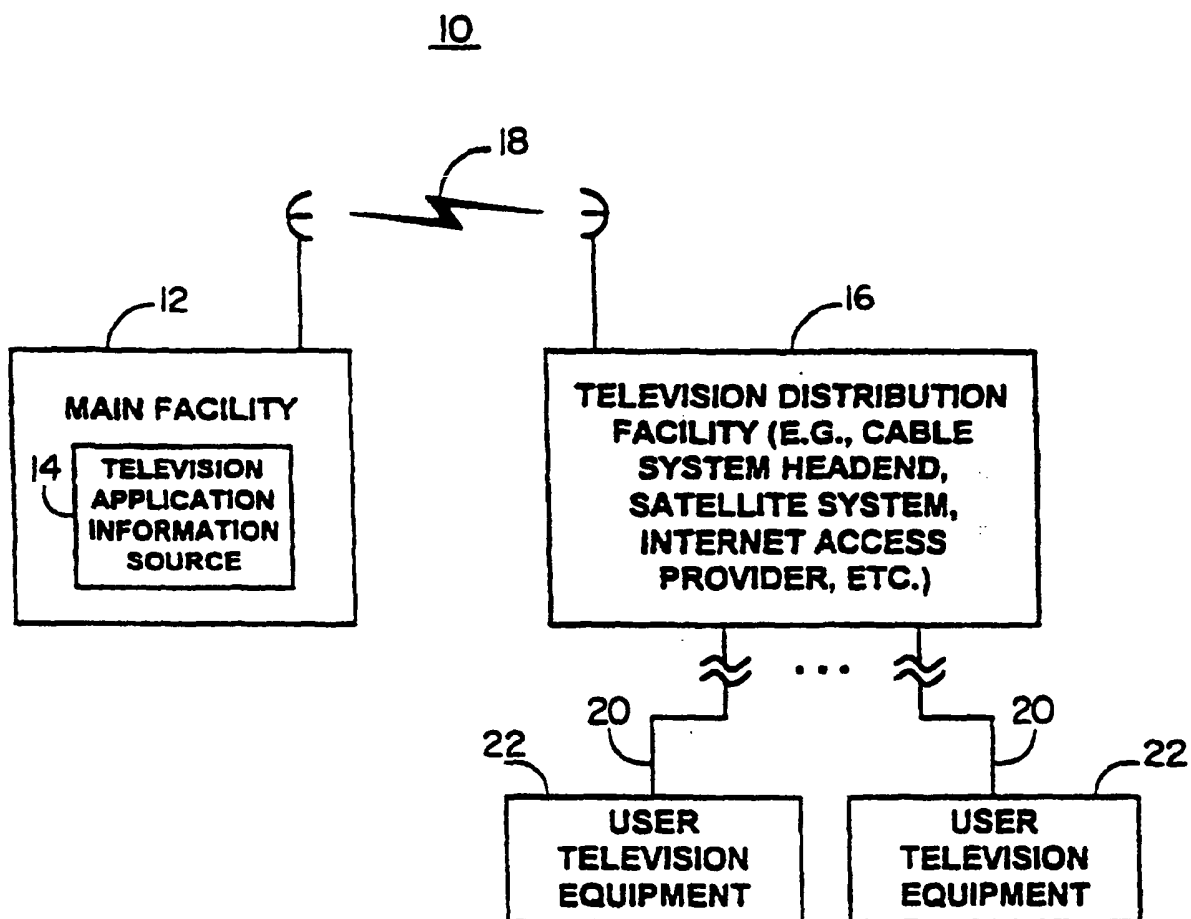 10
18
12
16
MAIN FACILITY
14
TELEVISION
APPLICATION
INFORMATION
SOURCE
TELEVISION DISTRIBUTION
FACILITY (E.G., CABLE
SYSTEM HEADEND,
SATELLITE SYSTEM,
INTERNET ACCESS
PROVIDER, ETC.)
20
20
22
22
USER
TELEVISION
EQUIPMENT
USER
TELEVISION
EQUIPMENT